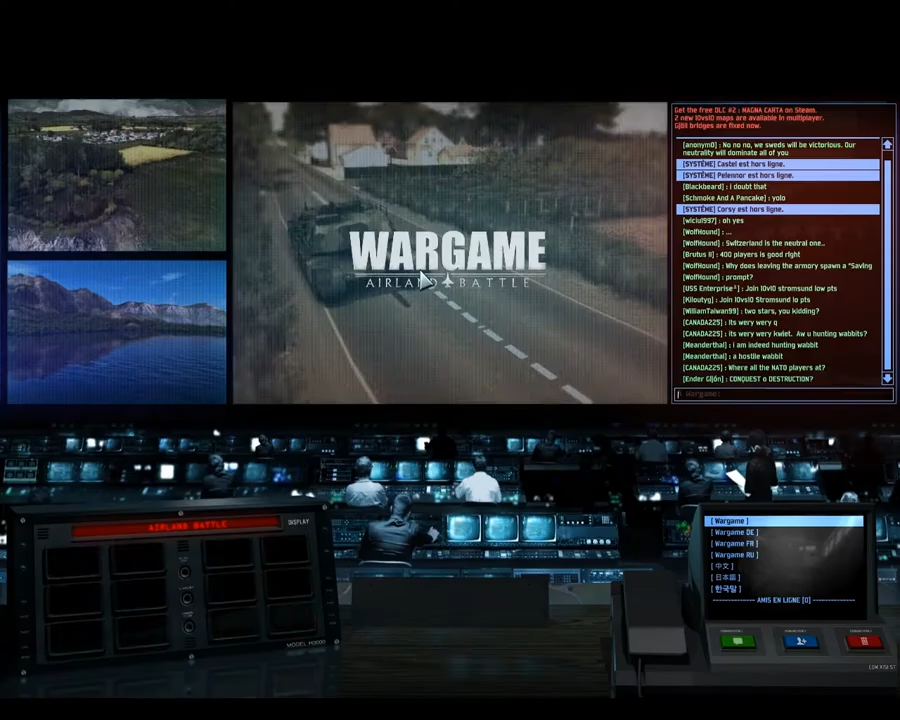 Get the free DLC #2 : MAGNA CARTA on Steam.
2 new 10vs10 maps are available in multiplayer.
Gjöll bridges are fixed now.
[anonym0] : No no no, we sweds will be victorious. Our
neutrality will dominate all of you
[SYSTÈME] Castel est hors ligne.
[SYSTÈME] Pelennor est hors ligne.
[Blackbeard] : i doubt that
[Schmoke And A Pancake] : yolo
[SYSTÈME] Corsy est hors ligne.
[wiciu1997] : oh yes
[WolfHound] : ...
[WolfHound] : Switzerland is the neutral one...
[Brutus II] : 400 players is good right
[WolfHound] : Why does leaving the armory spawn a "Saving
[WolfHound] : prompt?
[USS Enterprise²] : Join 10v10 stromsund low pts
[Kiloutyg] : Join 10vs10 Stromsund lo pts
[WilliamTaiwan99] : two stars, you kidding?
[CANADA225] : its wery wery q
[CANADA225] : its wery wery kwiet. Aw u hunting wabbits?
[Meanderthal] : i am indeed hunting wabbit
[Meanderthal] : a hostile wabbit
[CANADA225] : Where all the NATO players at?
[Ender Gijón] : CONQUEST o DESTRUCTION?
Wargame:
WARGAME
AIRLAND BATTLE
AIRLAND BATTLE
DISPLAY
MODEL M3000
[ Wargame ]
[ Wargame DE ]
[ Wargame FR ]
[ Wargame RU ]
[ 中文 ]
[ 日本語 ]
[ 한국말 ]
AMIS EN LIGNE [0]